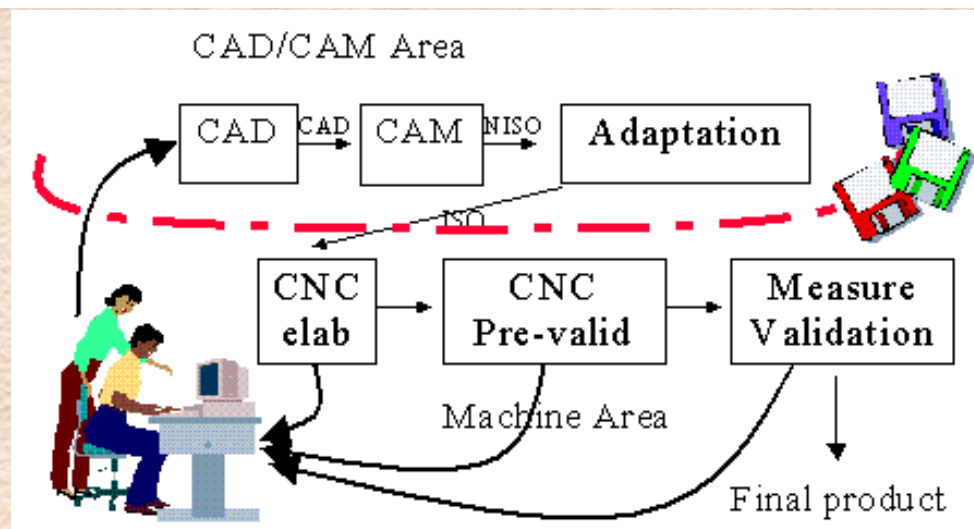 CAD/CAM Area
CAD
CAD
CAM
NISO
Adaptation
ISO
CNC
elab
CNC
Pre-valid
Measure
Validation
Machine Area
Final product